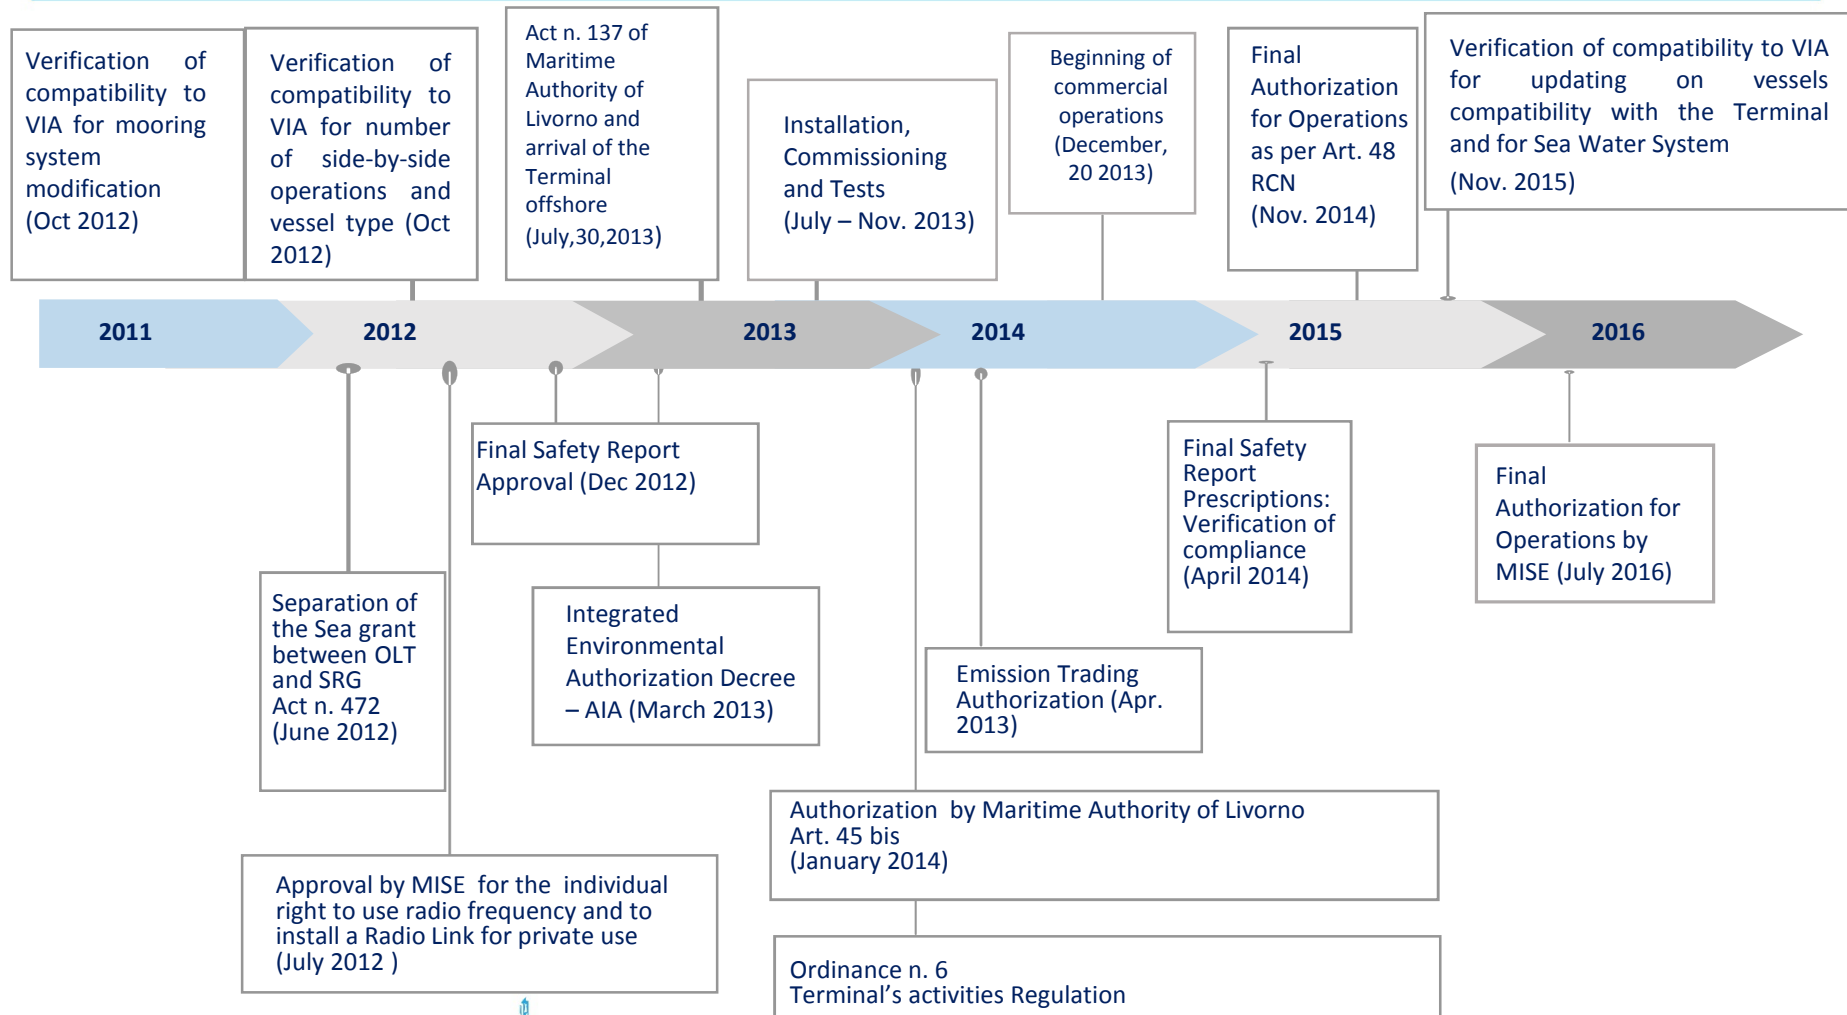 Verification of
compatibility to
VIA for mooring
system
modification
(Oct 2012)
Verification of
compatibility to
VIA for number
of side-by-side
operations and
vessel type (Oct
2012)
Act n. 137 of
Maritime
Authority of
Livorno and
arrival of the
Terminal
offshore
(July,30,2013)
Installation,
Commissioning
and Tests
(July – Nov. 2013)
Beginning of
commercial
operations
(December,
20 2013)
Final
Authorization
for Operations
as per Art. 48
RCN
(Nov. 2014)
Verification of compatibility to VIA
for updating on vessels
compatibility with the Terminal
and for Sea Water System
(Nov. 2015)
2011
2012
2013
2014
2015
2016
Separation of
the Sea grant
between OLT
and SRG
Act n. 472
(June 2012)
Approval by MISE for the individual
right to use radio frequency and to
install a Radio Link for private use
(July 2012 )
Final Safety Report
Approval (Dec 2012)
Integrated
Environmental
Authorization Decree
– AIA (March 2013)
Authorization by Maritime Authority of Livorno
Art. 45 bis
(January 2014)
Ordinance n. 6
Terminal's activities Regulation
Emission Trading
Authorization (Apr.
2013)
Final Safety
Report
Prescriptions:
Verification of
compliance
(April 2014)
Final
Authorization for
Operations by
MISE (July 2016)